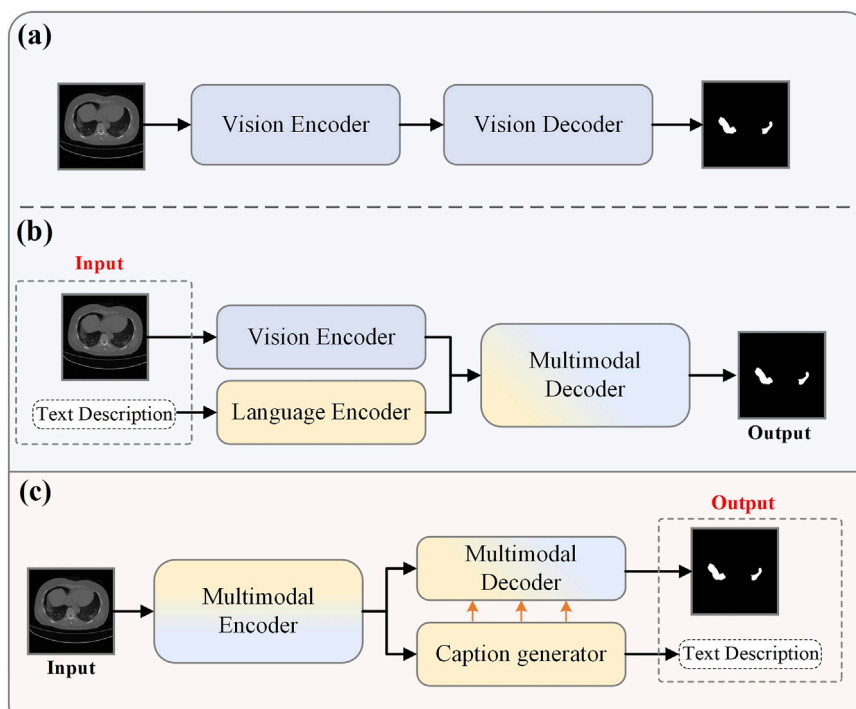 (a)
Vision Encoder
Vision Decoder
(b)
Input
Vision Encoder
Text Description
Language Encoder
Multimodal
Decoder
Output
(c)
Output
Input
Multimodal
Encoder
Multimodal
Decoder
Caption generator
Text Description